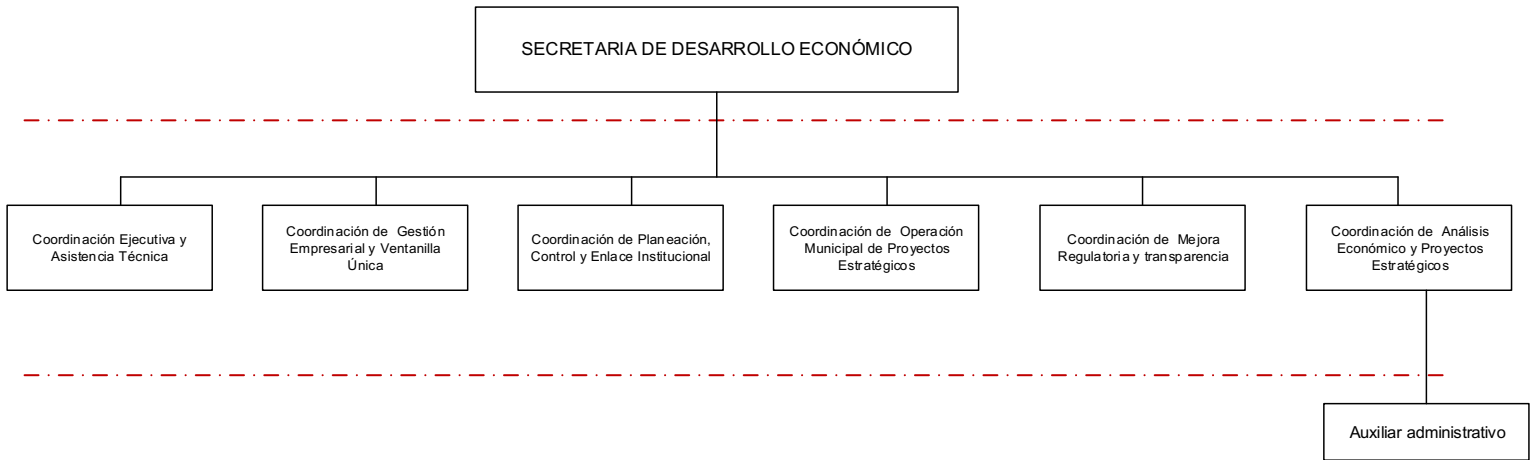 SECRETARIA DE DESARROLLO ECONÓMICO
Coordinación Ejecutiva y
Asistencia Técnica
Coordinación de Gestión
Empresarial y Ventanilla
Única
Coordinación de Planeación,
Control y Enlace Institucional
Coordinación de Operación
Municipal de Proyectos
Estratégicos
Coordinación de Mejora
Regulatoria y transparencia
Coordinación de Análisis
Económico y Proyectos
Estratégicos
Auxiliar administrativo